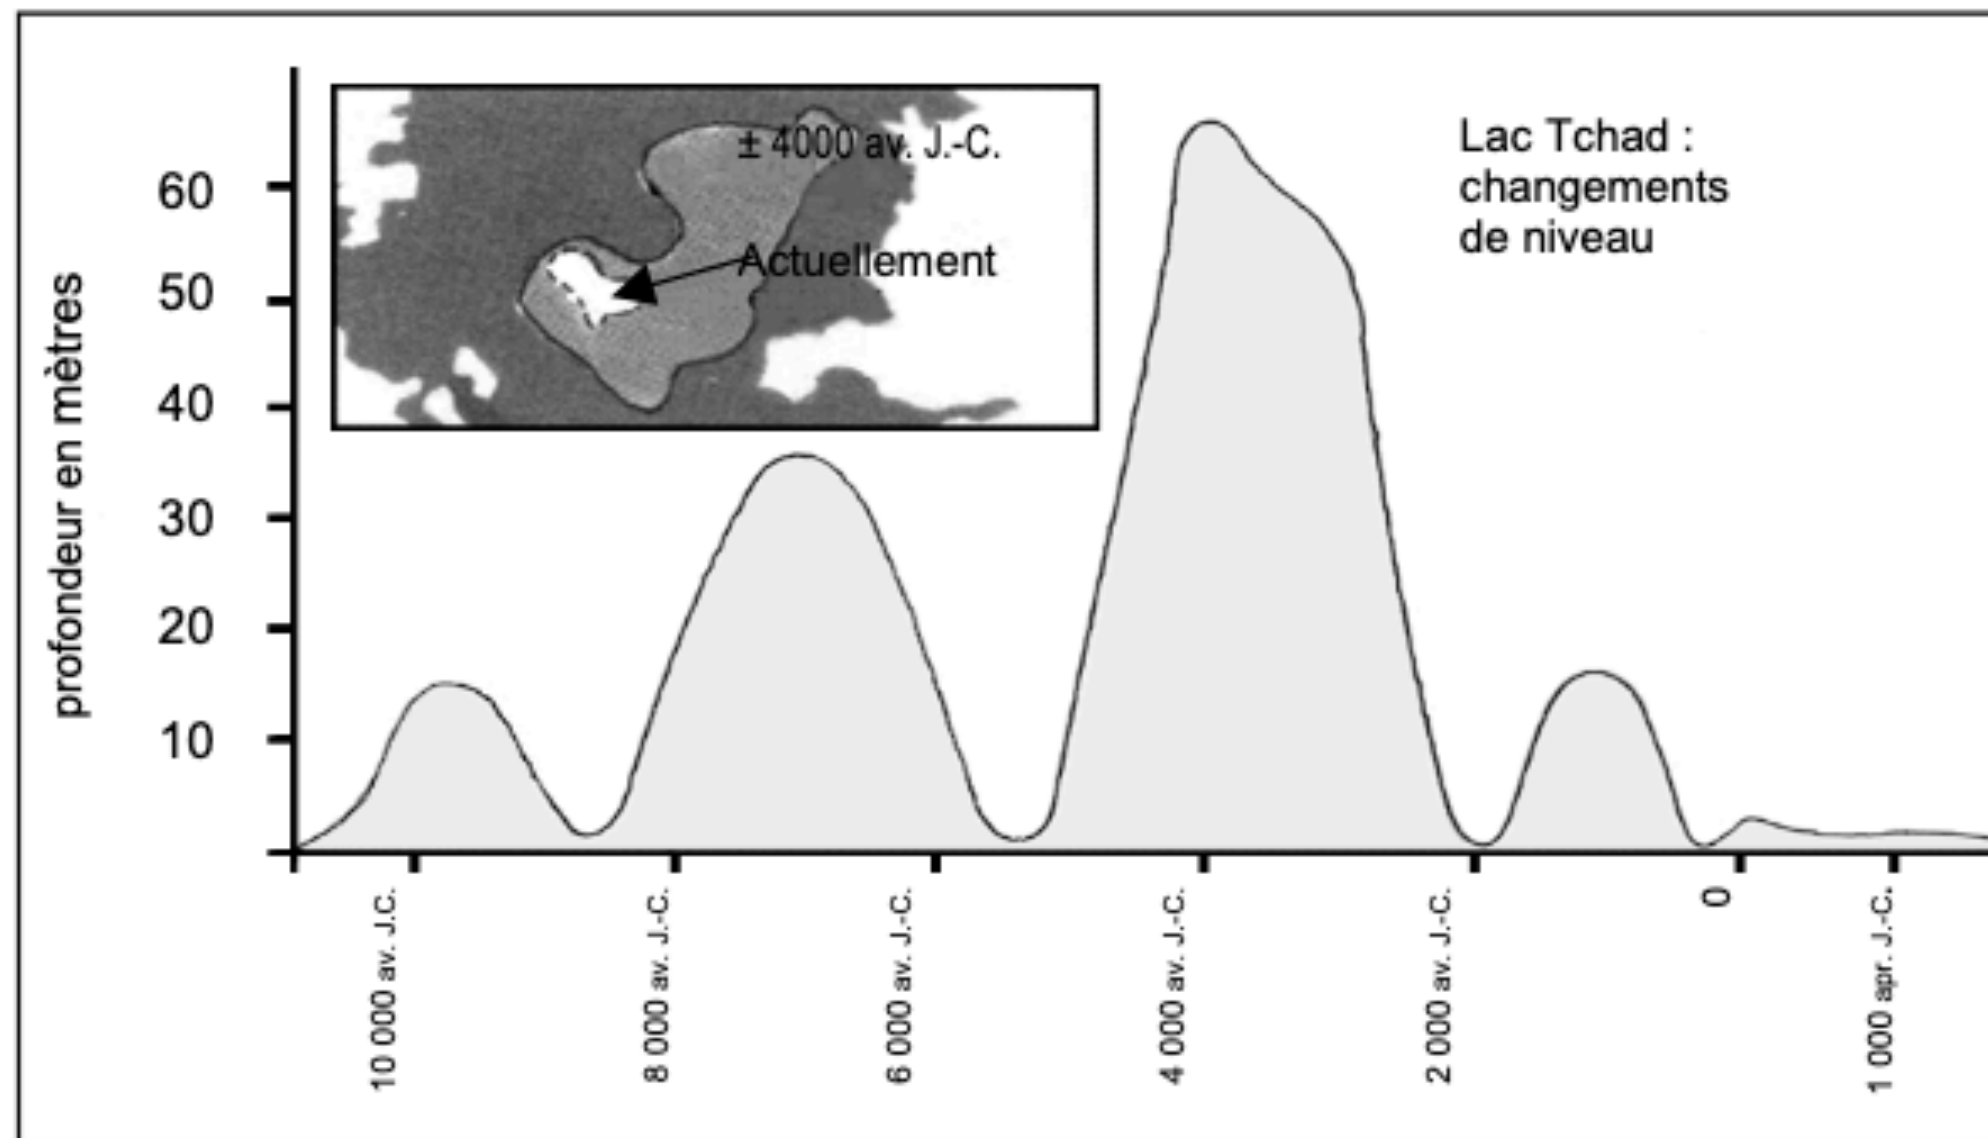 ± 4000 av. J.-C.
Actuellement
Lac Tchad :
changements
de niveau
profondeur en mètres
60
50
40
30
20
10
10 000 av. J.C.
8 000 av. J.-C.
6 000 av. J.-C.
4 000 av. J.-C.
2 000 av. J.-C.
0
1 000 apr. J.-C.